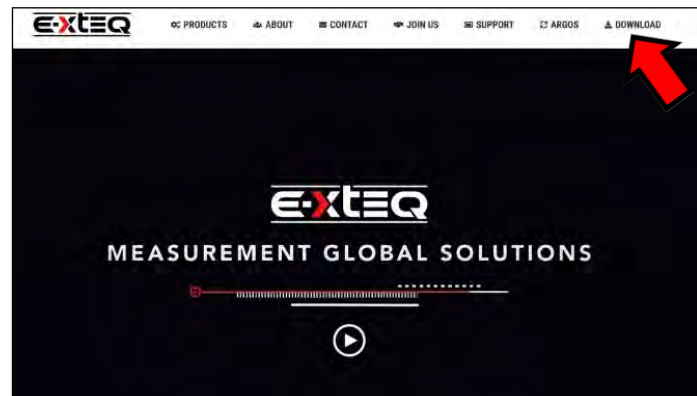 E-XTEQ PRODUCTS ABOUT CONTACT JOIN US SUPPORT ARGOS DOWNLOAD
E-XTEQ
MEASUREMENT GLOBAL SOLUTIONS